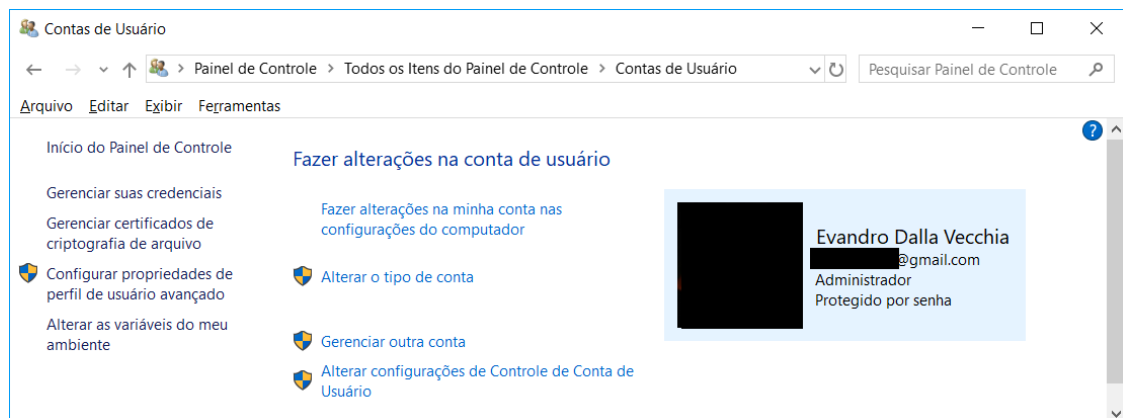 Contas de Usuário
Painel de Controle > Todos os Itens do Painel de Controle > Contas de Usuário
Pesquisar Painel de Controle
Arquivo Editar Exibir Ferramentas
Início do Painel de Controle
Gerenciar suas credenciais
Gerenciar certificados de
criptografia de arquivo
Configurar propriedades de
perfil de usuário avançado
Alterar as variáveis do meu
ambiente
Fazer alterações na conta de usuário
Fazer alterações na minha conta nas
configurações do computador
Alterar o tipo de conta
Gerenciar outra conta
Alterar configurações de Controle de Conta de
Usuário
Evandro Dalla Vecchia
@gmail.com
Administrador
Protegido por senha
?